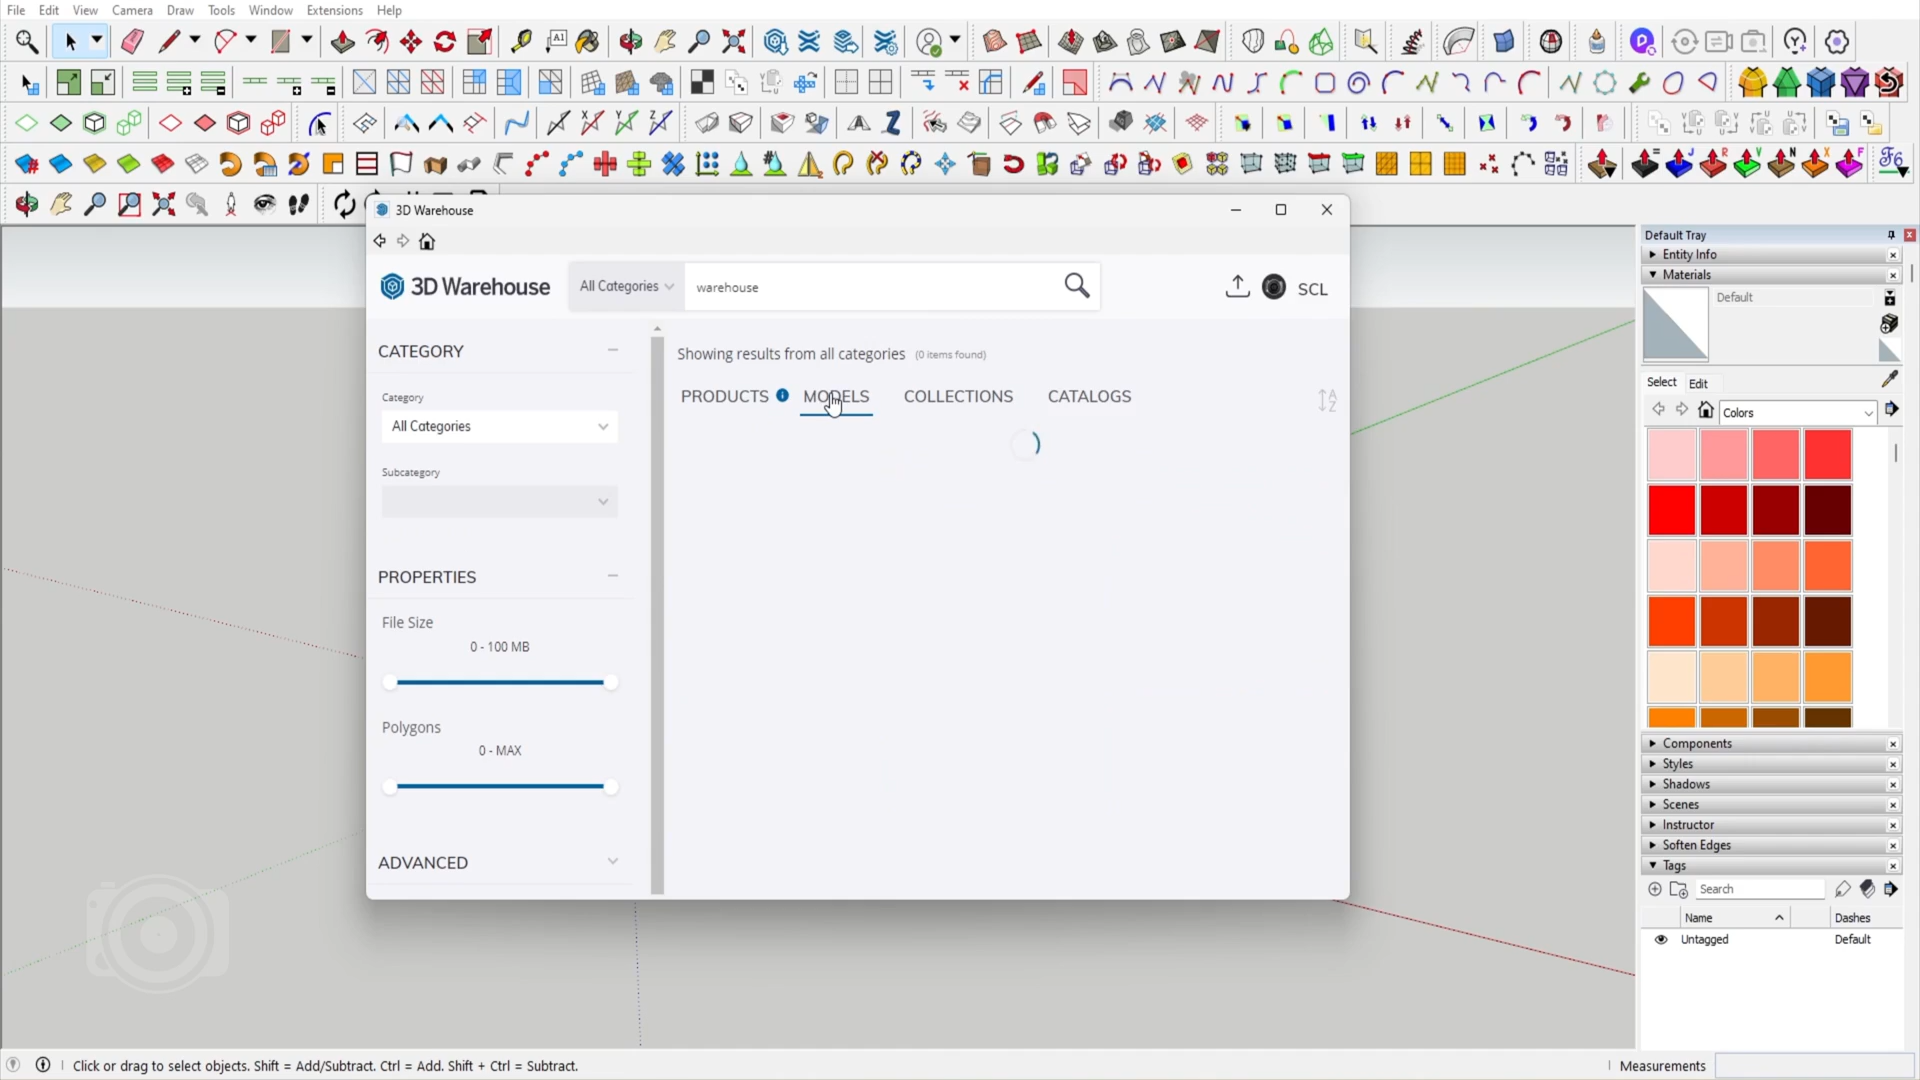 File Edit View Camera Draw Tools Window Extensions Help
3D Warehouse
3D Warehouse
All Categories
warehouse
SCL
CATEGORY
Category
All Categories
Subcategory
PROPERTIES
File Size
0 - 100 MB
Polygons
0 - MAX
ADVANCED
Showing results from all categories (0 items found)
PRODUCTS MODELS COLLECTIONS CATALOGS
Default Tray
Entity Info
Materials
Default
Select Edit
Colors
Components
Styles
Shadows
Scenes
Instructor
Soften Edges
Tags
Search
Name Dashes
Untagged Default
Click or drag to select objects. Shift = Add/Subtract. Ctrl = Add. Shift + Ctrl = Subtract.
Measurements